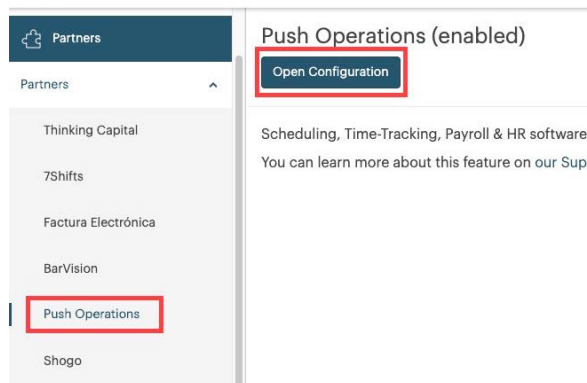 Partners
Partners
Thinking Capital
7Shifts
Factura Electrónica
BarVision
Push Operations
Shogo
Push Operations (enabled)
Open Configuration
Scheduling, Time-Tracking, Payroll & HR software
You can learn more about this feature on our Sup